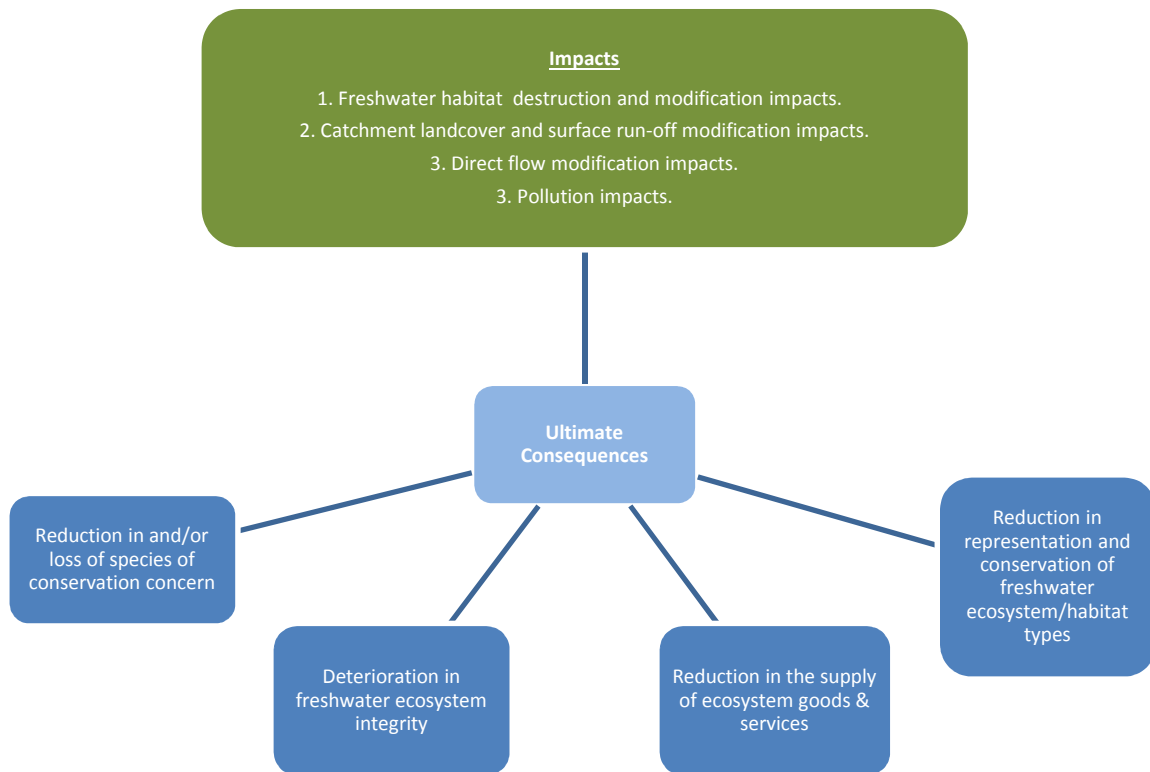 Impacts
1. Freshwater habitat destruction and modification impacts.
2. Catchment landcover and surface run-off modification impacts.
3. Direct flow modification impacts.
3. Pollution impacts.
Ultimate
Consequences
Reduction in and/or
loss of species of
conservation concern
Deterioration in
freshwater ecosystem
integrity
Reduction in the supply
of ecosystem goods &
services
Reduction in
representation and
conservation of
freshwater
ecosystem/habitat
types